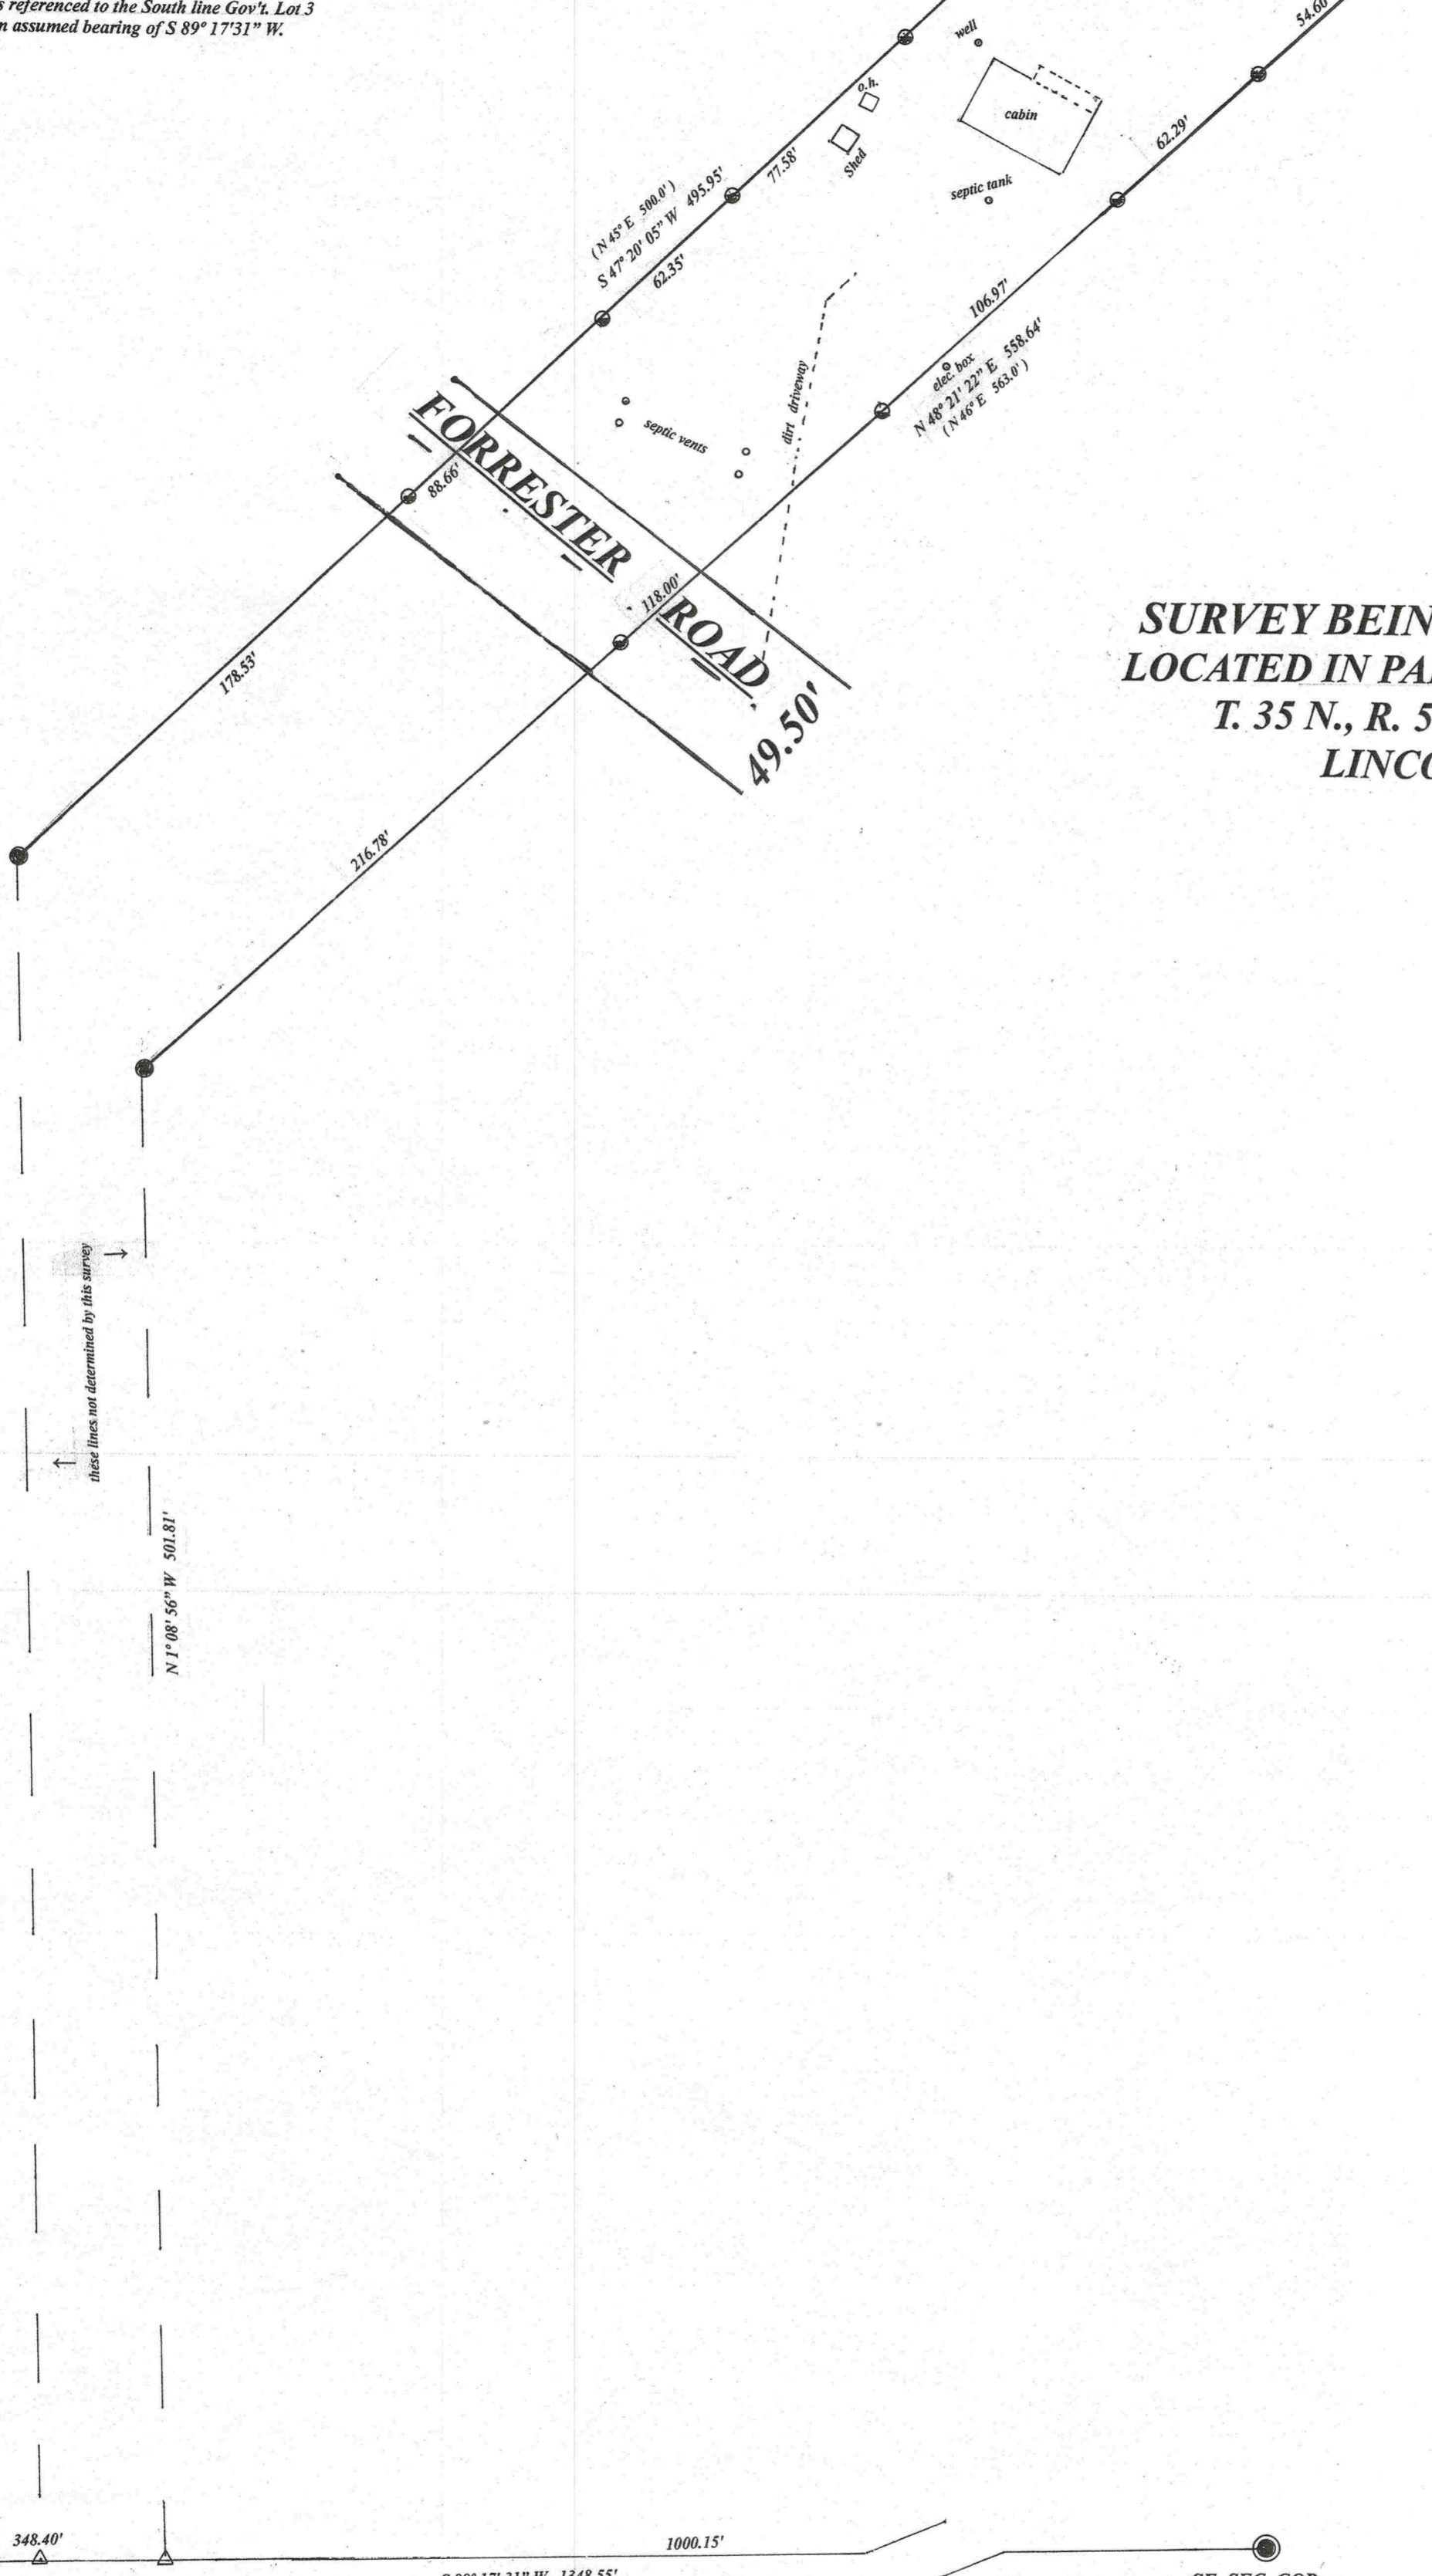 referenced to the South line Gov't. Lot 3
assumed bearing of S 89° 17'31" W.
54.60
well
o.h.
cabin
62.29'
77.58'
Shed
septic tank
( N 45° E 500.0' )
S 47° 20' 05" W 495.95'
62.35'
106.97'
elec. box
N 48° 21' 22" E 558.64'
( N 46° E 563.0' )
dirt driveway
septic vents
FORRESTER ROAD
88.66'
118.00'
49.50'
SURVEY BEIN
LOCATED IN PA
T. 35 N., R. 5
LINCO
178.53'
216.78'
these lines not determined by this survey
N 1° 08' 56" W 501.81'
348.40'
1000.15'